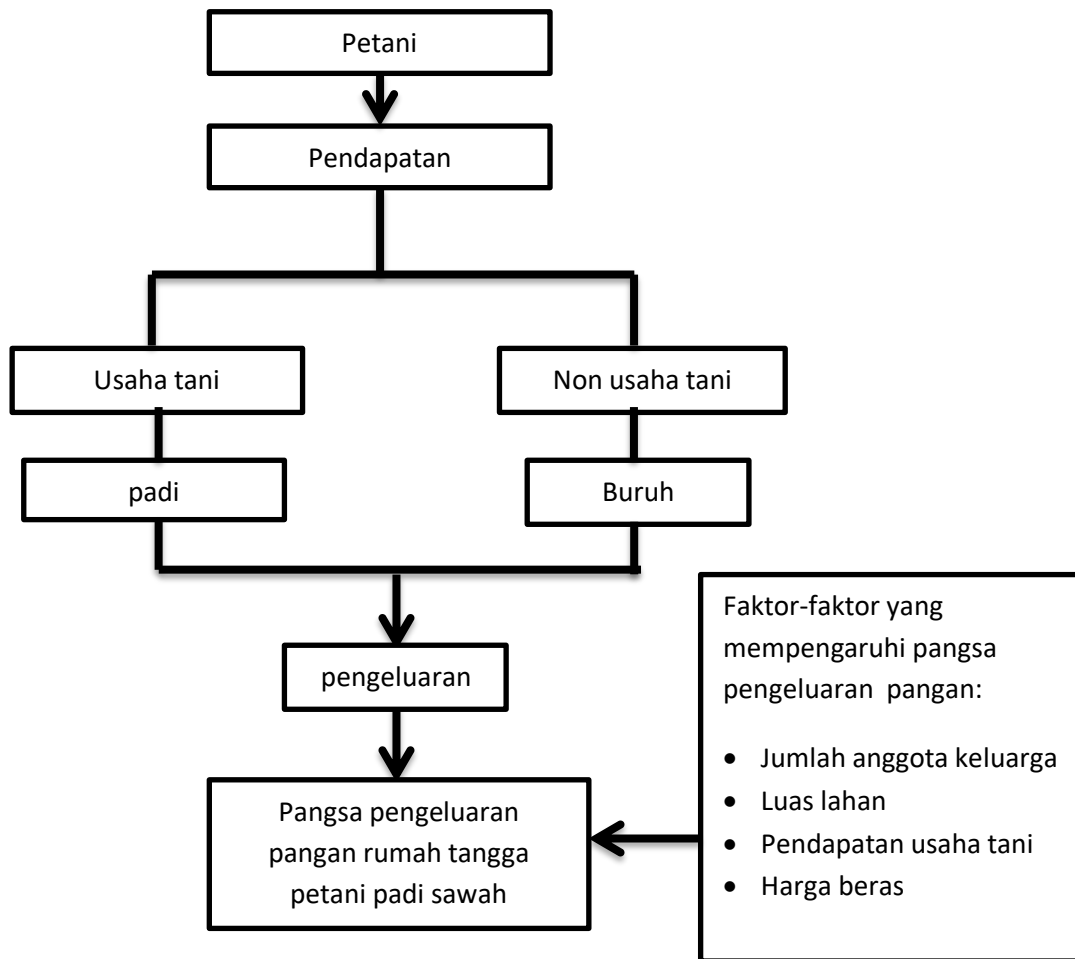 Petani
Pendapatan
Usaha tani
Non usaha tani
padi
Buruh
pengeluaran
Pangsa pengeluaran
pangan rumah tangga
petani padi sawah
Faktor-faktor yang
mempengaruhi pangsa
pengeluaran pangan:
• Jumlah anggota keluarga
• Luas lahan
• Pendapatan usaha tani
• Harga beras